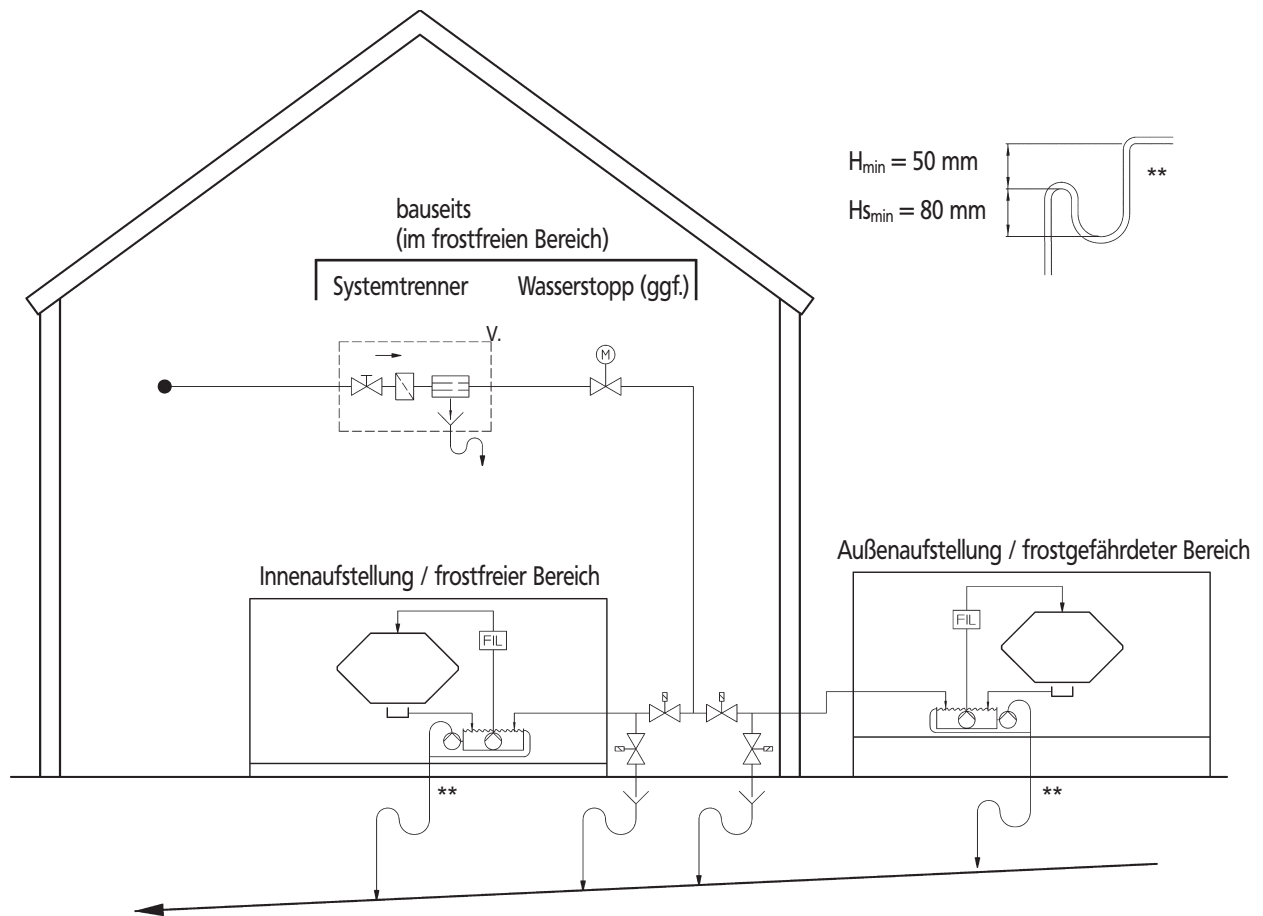 H_min = 50 mm
**
Hs_min = 80 mm
bauseits
(im frostfreien Bereich)
Systemtrenner Wasserstopp (ggf.)
V.
M
Außenaufstellung / frostgefährdeter Bereich
Innenaufstellung / frostfreier Bereich
FIL
FIL
**
**